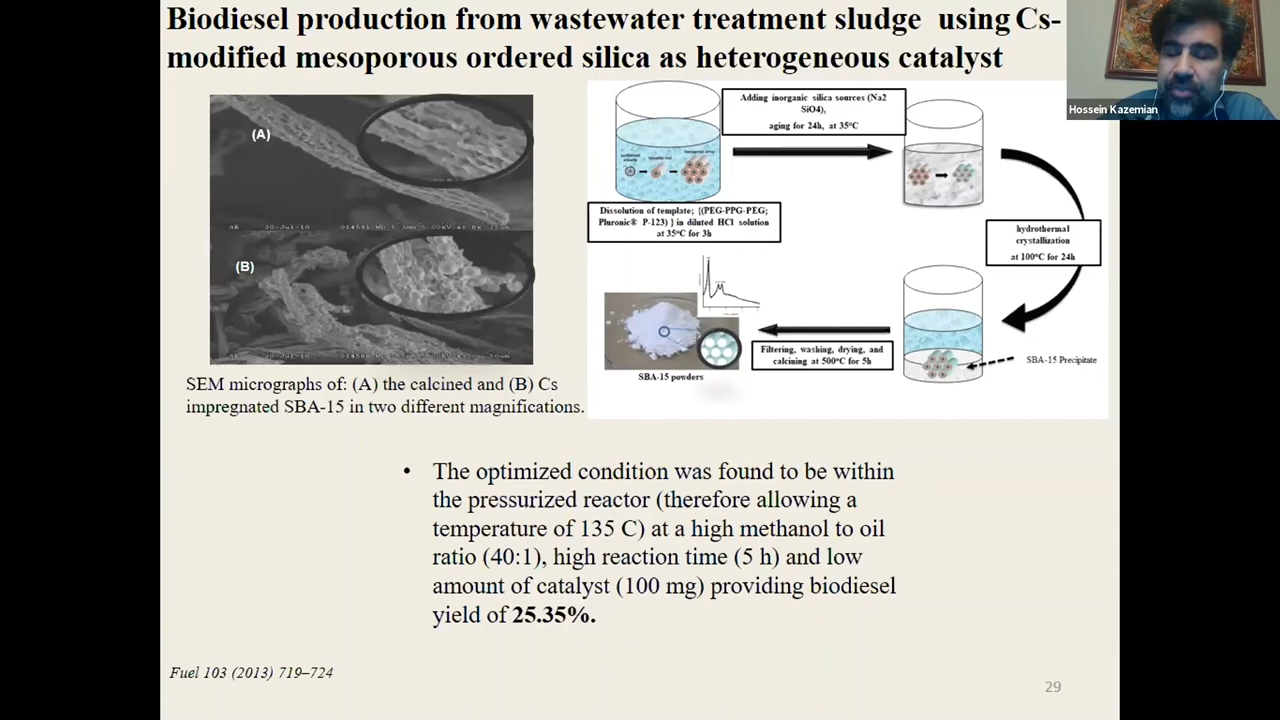 Biodiesel production from wastewater treatment sludge using Cs-
modified mesoporous ordered silica as heterogeneous catalyst
Hossein Kazemian
(A)
(B)
SEM micrographs of: (A) the calcined and (B) Cs
impregnated SBA-15 in two different magnifications.
Adding inorganic silica sources (Na2
SiO4),
aging for 24h, at 35°C
Dissolution of template; {(PEG-PPG-PEG;
Pluronic® P-123) } in diluted HCl solution
at 35°C for 3h
hydrothermal
crystallization
at 100°C for 24h
SBA-15 Precipitate
Filtering, washing, drying, and
calcining at 500°C for 5h
SBA-15 powders
• The optimized condition was found to be within
the pressurized reactor (therefore allowing a
temperature of 135 C) at a high methanol to oil
ratio (40:1), high reaction time (5 h) and low
amount of catalyst (100 mg) providing biodiesel
yield of 25.35%.
Fuel 103 (2013) 719–724
29